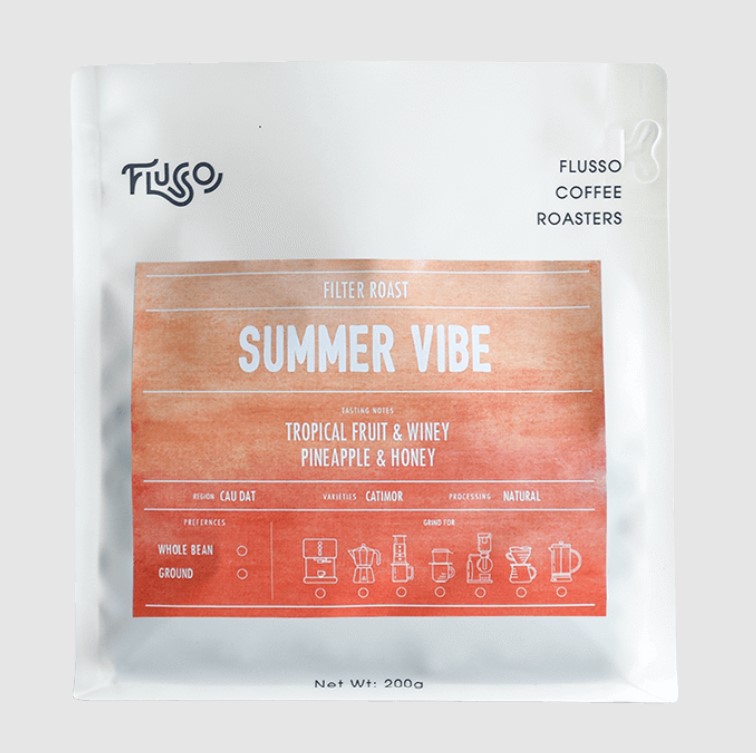 FLUSSO
FLUSSO
COFFEE
ROASTERS
FILTER ROAST
SUMMER VIBE
TASTING NOTES
TROPICAL FRUIT & WINEY
PINEAPPLE & HONEY
REGION CAU DAT VARIETIES CATIMOR PROCESSING NATURAL
PREFERNCES GRIND FOR
WHOLE BEAN
GROUND
Net Wt: 200g